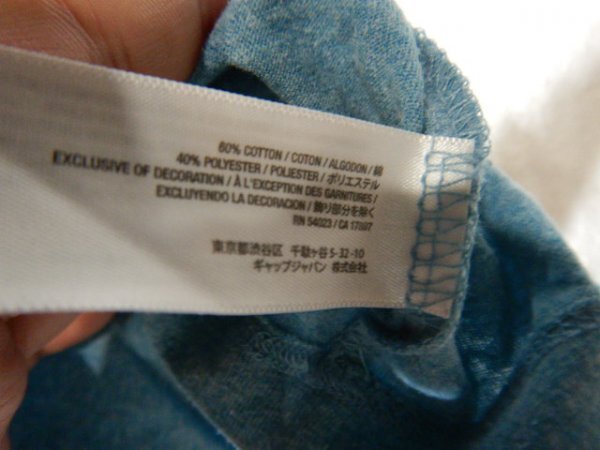 60% COTTON / COTON / ALGODON / 綿
40% POLYESTER / POLIESTER / ポリエステル
EXCLUSIVE OF DECORATION / À L'EXCEPTION DES GARNITURES /
EXCLUYENDO LA DECORACION / 飾り部分を除く
RN 54023 / CA 17897
東京都渋谷区 千駄ヶ谷 5-32-10
ギャップジャパン 株式会社